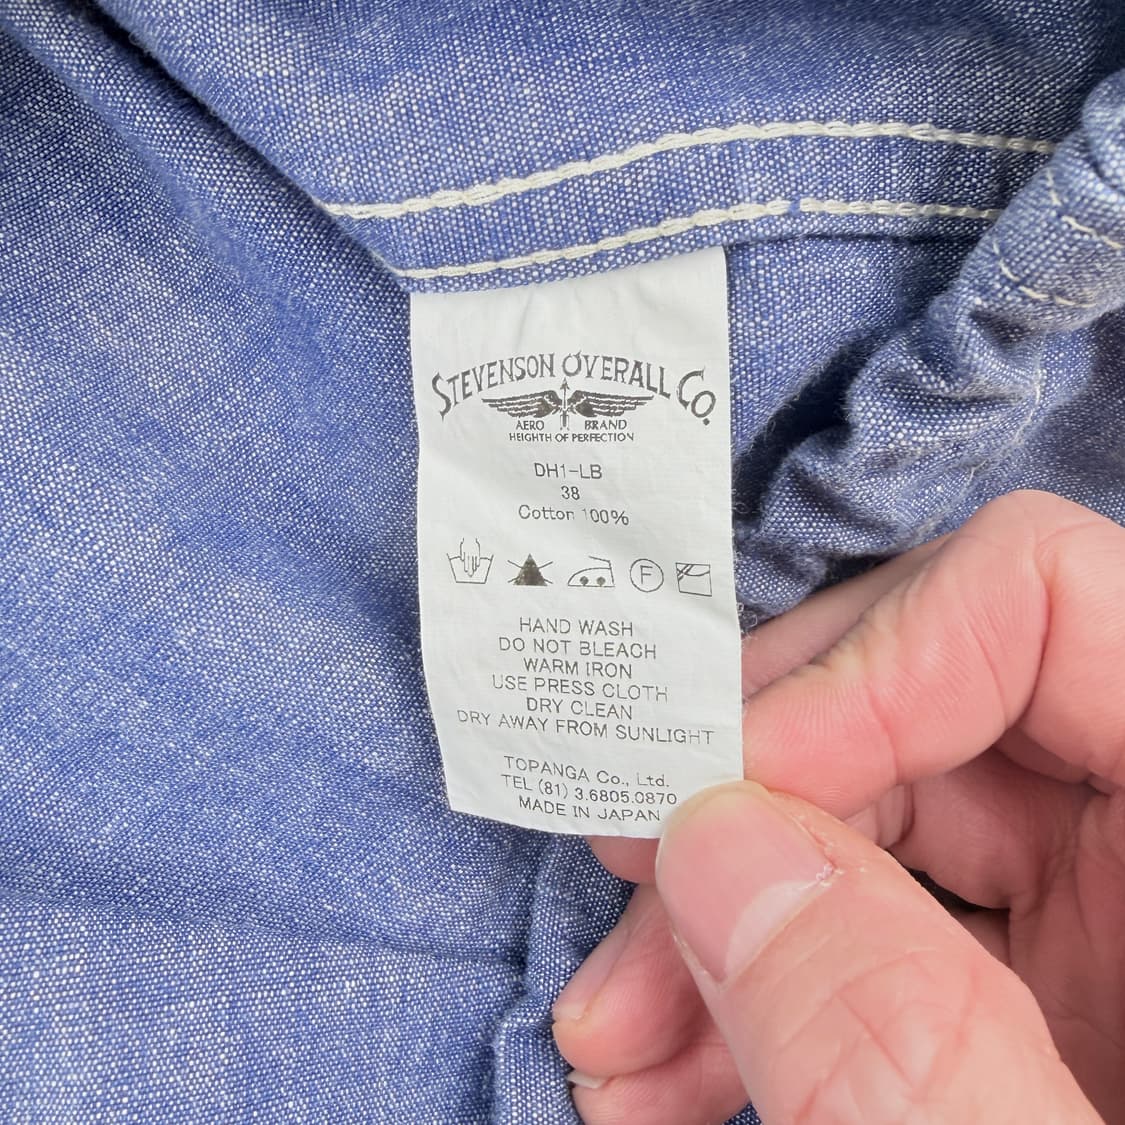 STEVENSON OVERALL CO.
AERO BRAND
HEIGHTH OF PERFECTION
DH1-LB
38
Cotton 100%
F
HAND WASH
DO NOT BLEACH
WARM IRON
USE PRESS CLOTH
DRY CLEAN
DRY AWAY FROM SUNLIGHT
TOPANGA Co., Ltd.
TEL (81) 3.6805.0870
MADE IN JAPAN